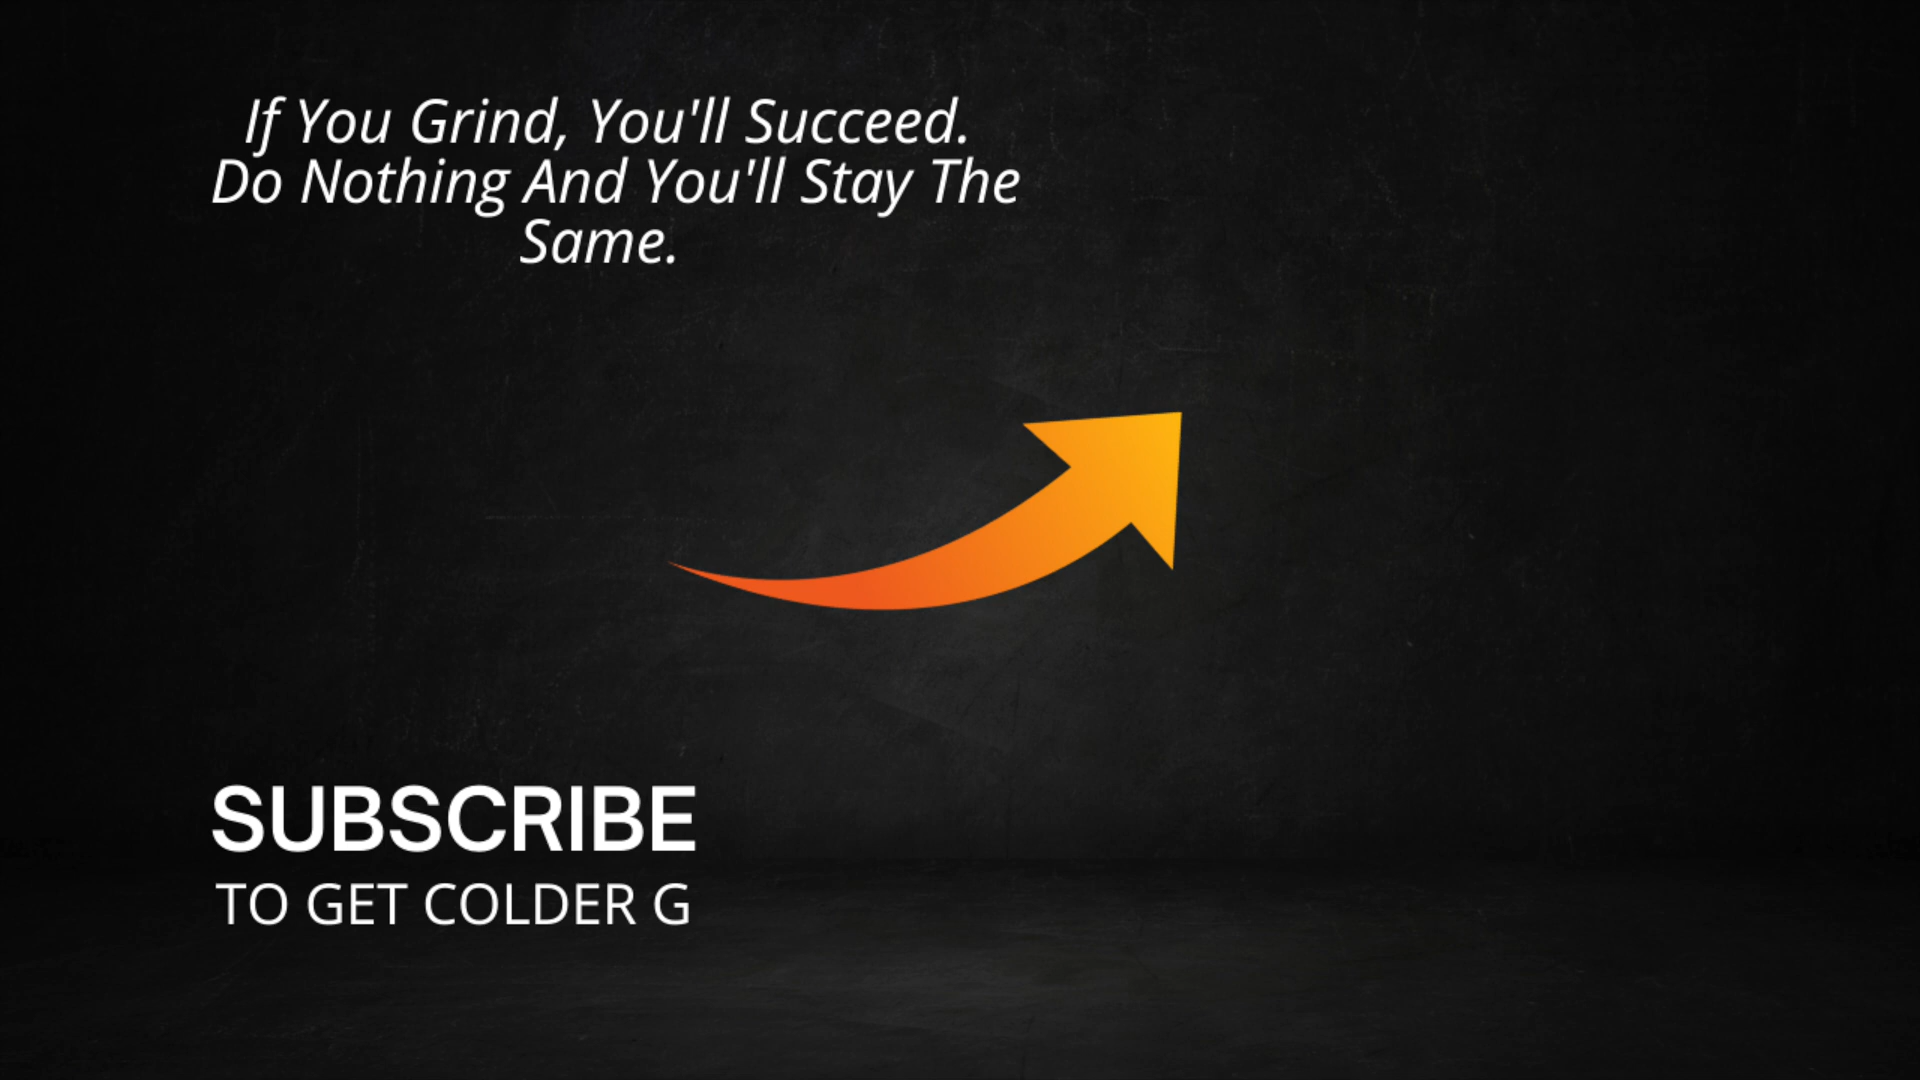 If You Grind, You'll Succeed.
Do Nothing And You'll Stay The
Same.
SUBSCRIBE
TO GET COLDER G